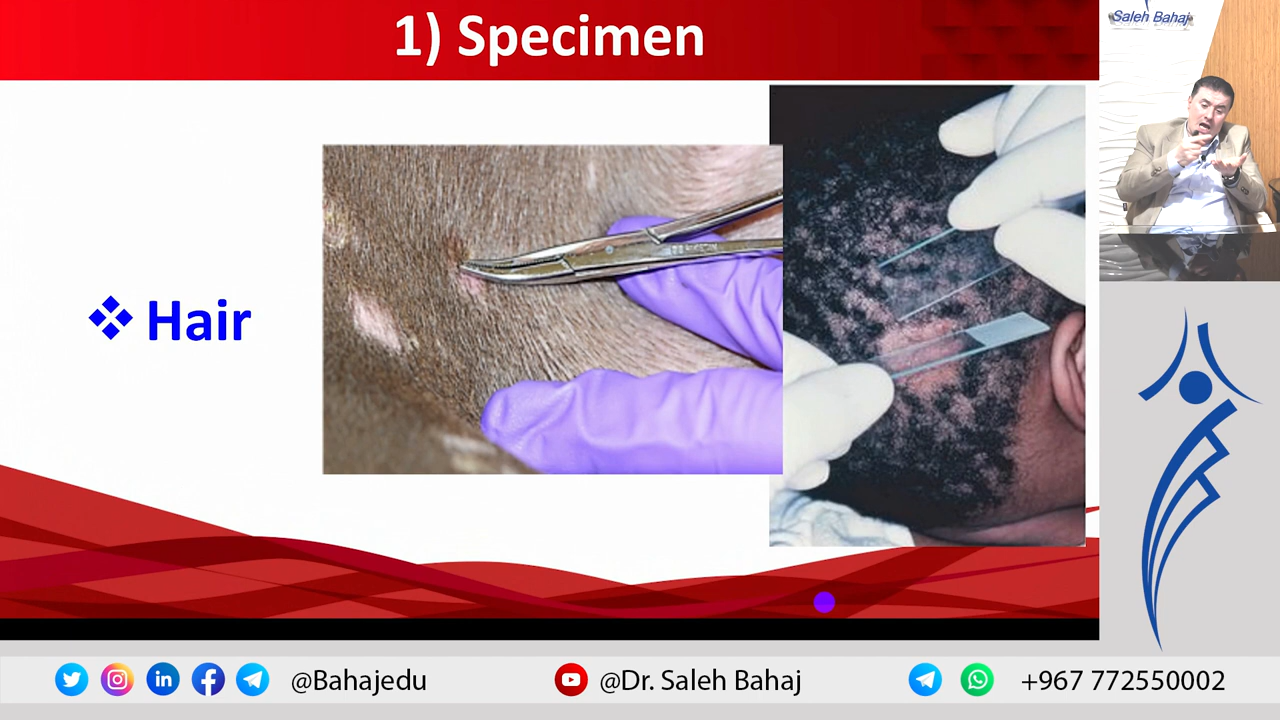 1) Specimen
Saleh Bahaj
❖ Hair
@Bahajedu
@Dr. Saleh Bahaj
+967 772550002